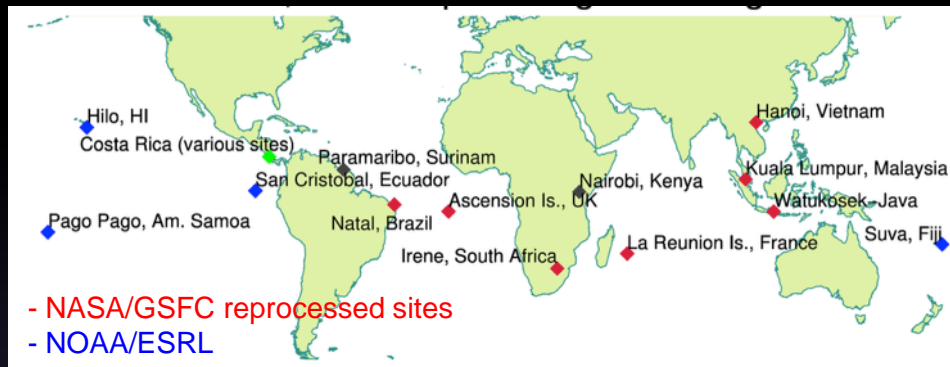 Hilo, HI
Hanoi, Vietnam
Costa Rica (various sites)
Paramaribo, Surinam
Kuala Lumpur, Malaysia
San Cristobal, Ecuador
Nairobi, Kenya
Ascension Is., UK
Watukosek-Java
Pago Pago, Am. Samoa
Natal, Brazil
Suva, Fiji
La Reunion Is., France
Irene, South Africa
- NASA/GSFC reprocessed sites
- NOAA/ESRL